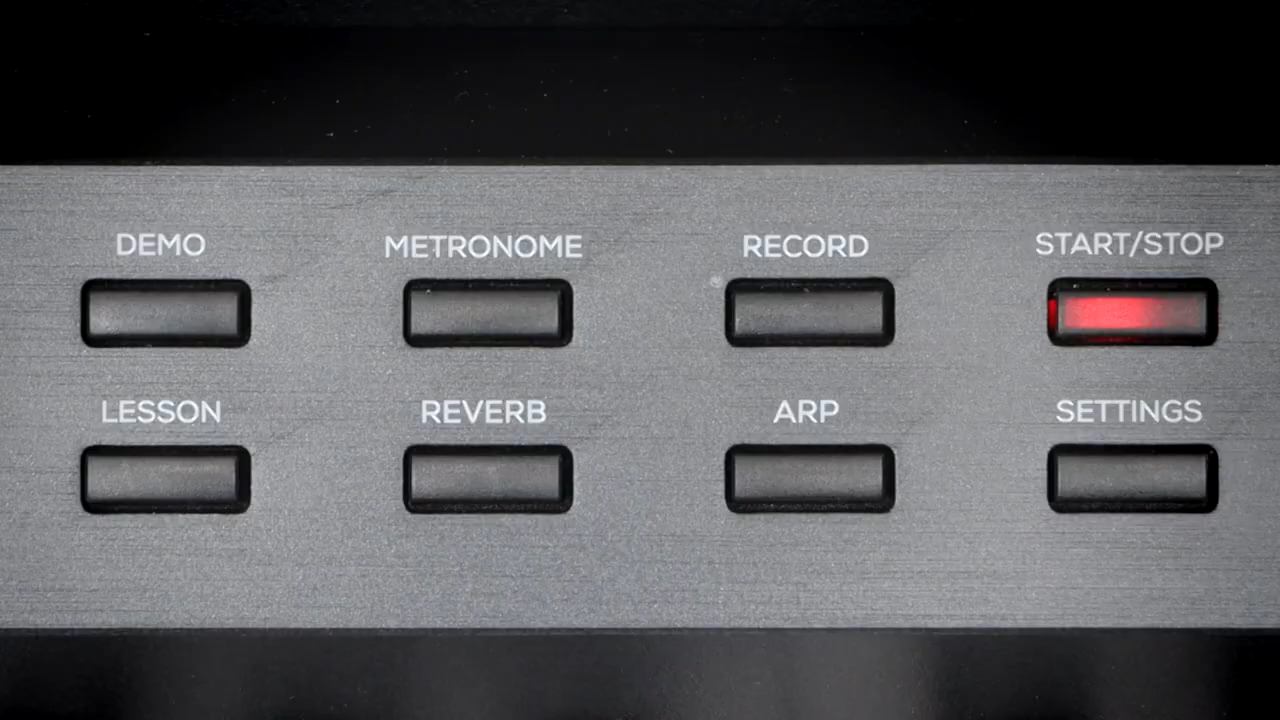 DEMO
METRONOME
RECORD
START/STOP
LESSON
REVERB
ARP
SETTINGS